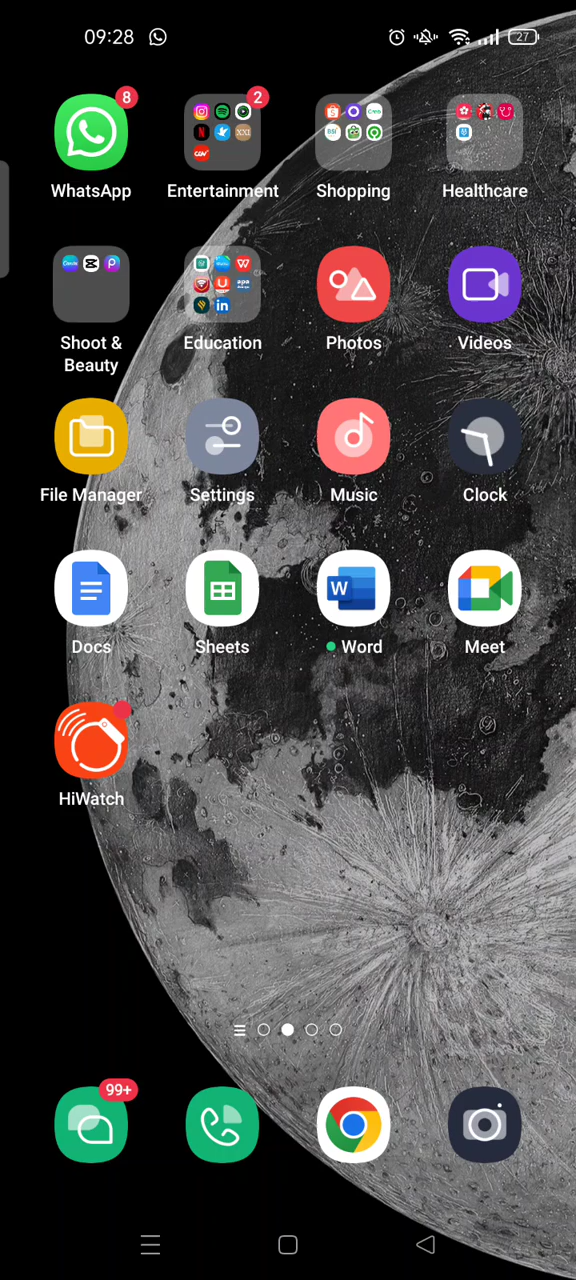 09:28
27
8
2
WhatsApp
Entertainment
Shopping
Healthcare
Shoot & Beauty
Education
Photos
Videos
File Manager
Settings
Music
Clock
W
Docs
Sheets
Word
Meet
HiWatch
99+